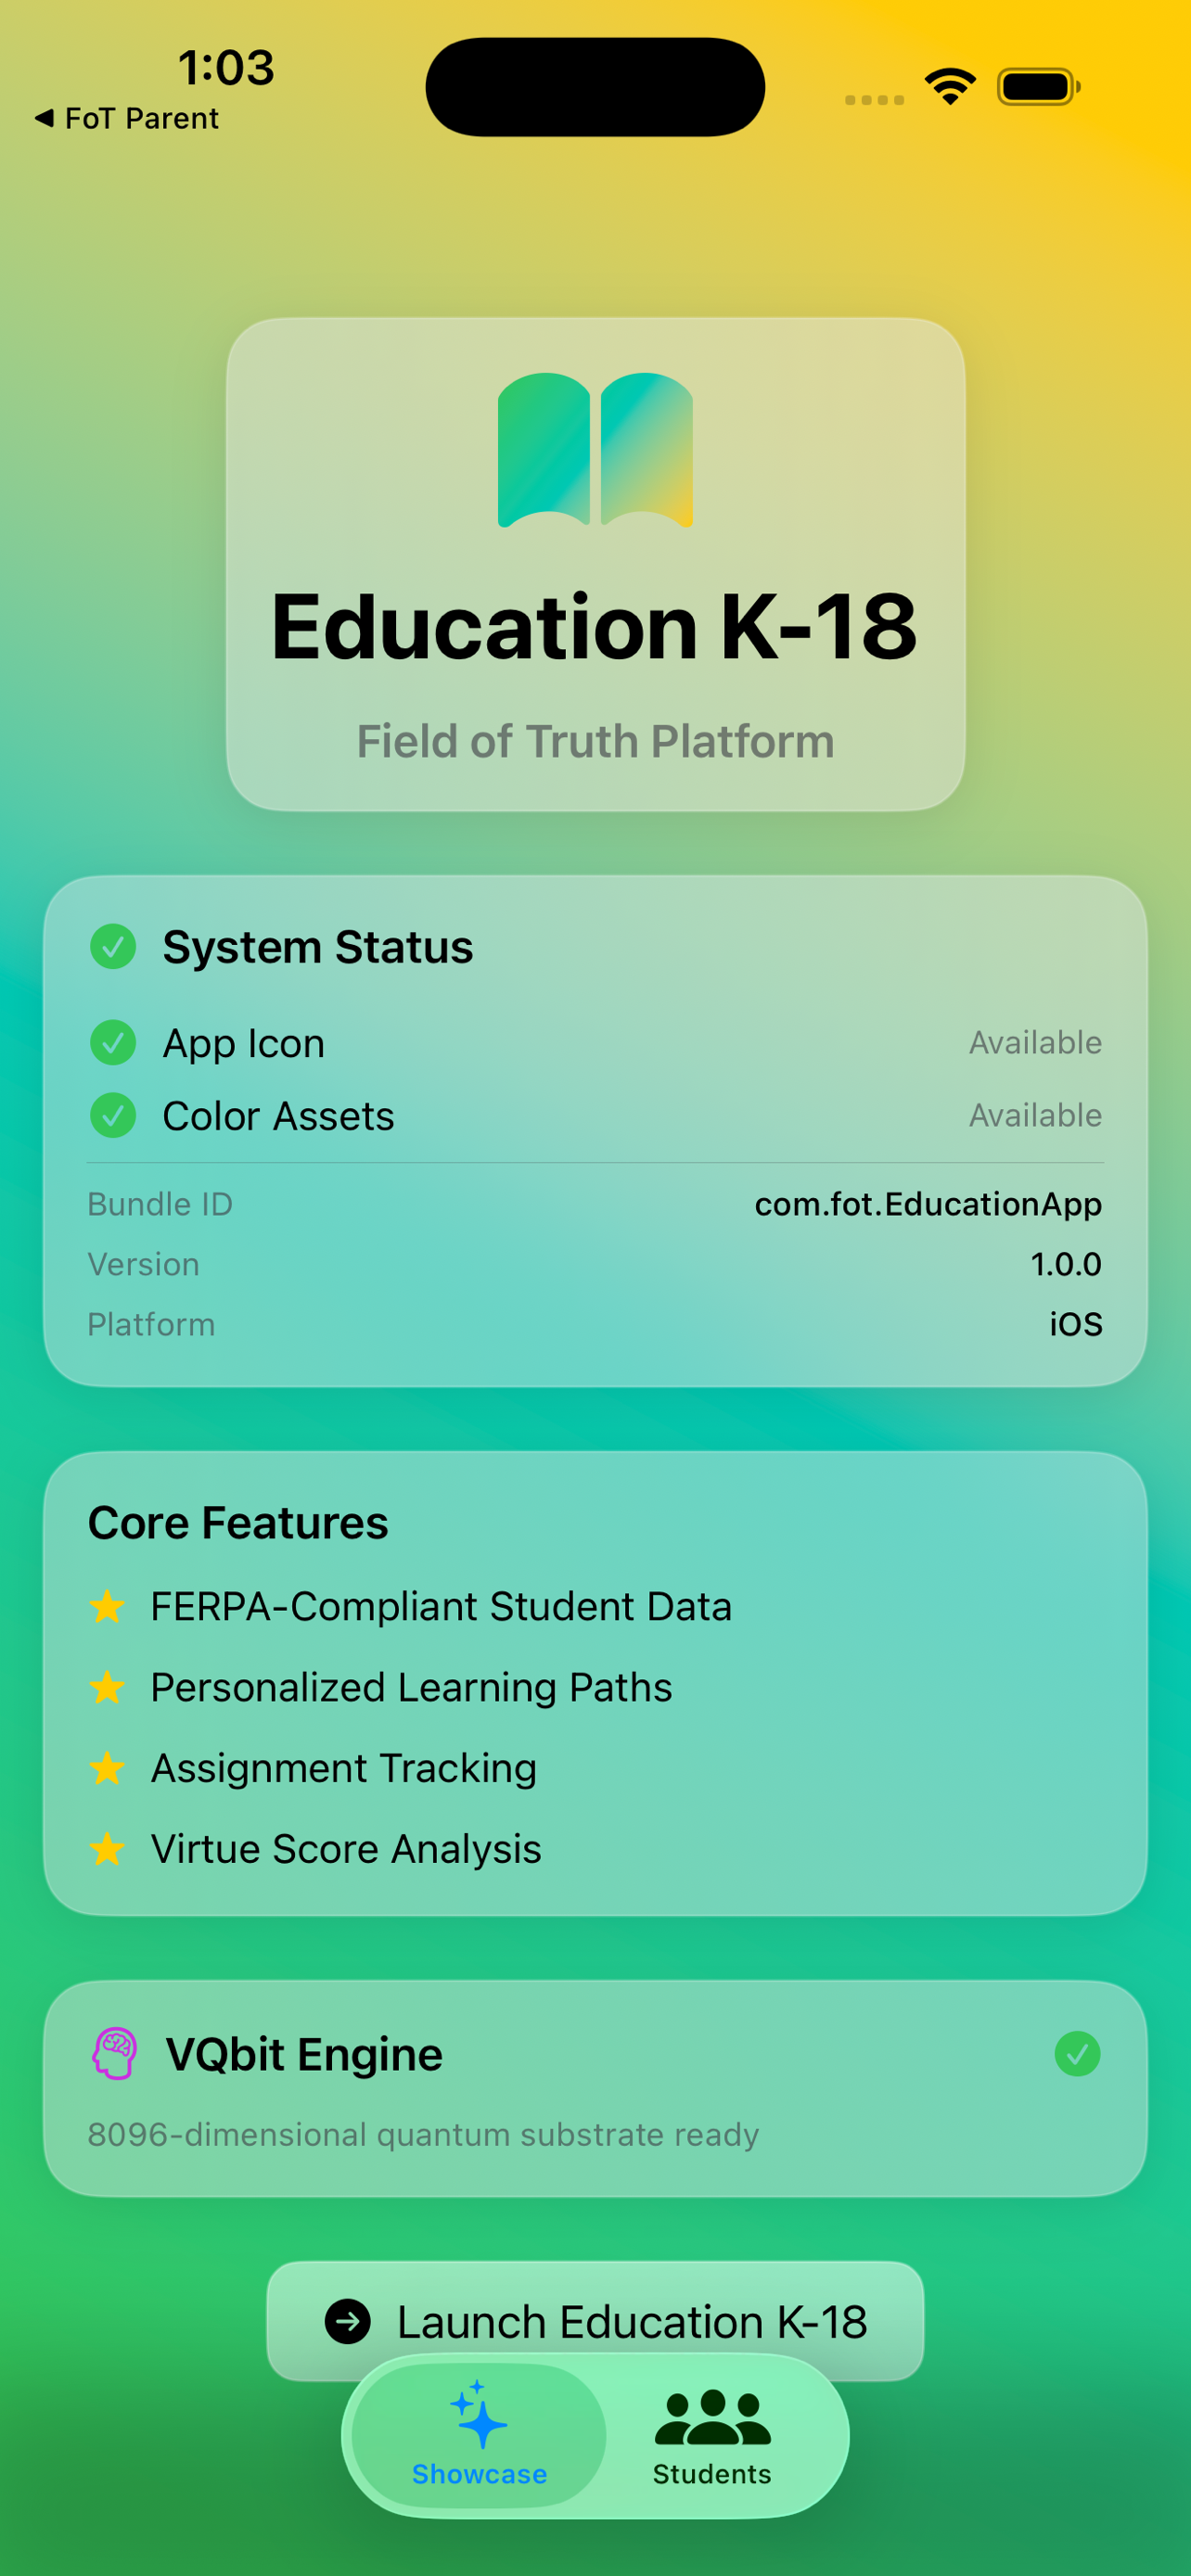 1:03
◀ FoT Parent
Education K-18
Field of Truth Platform
System Status
App Icon Available
Color Assets Available
Bundle ID com.fot.EducationApp
Version 1.0.0
Platform iOS
Core Features
FERPA-Compliant Student Data
Personalized Learning Paths
Assignment Tracking
Virtue Score Analysis
VQbit Engine
8096-dimensional quantum substrate ready
Launch Education K-18
Showcase Students